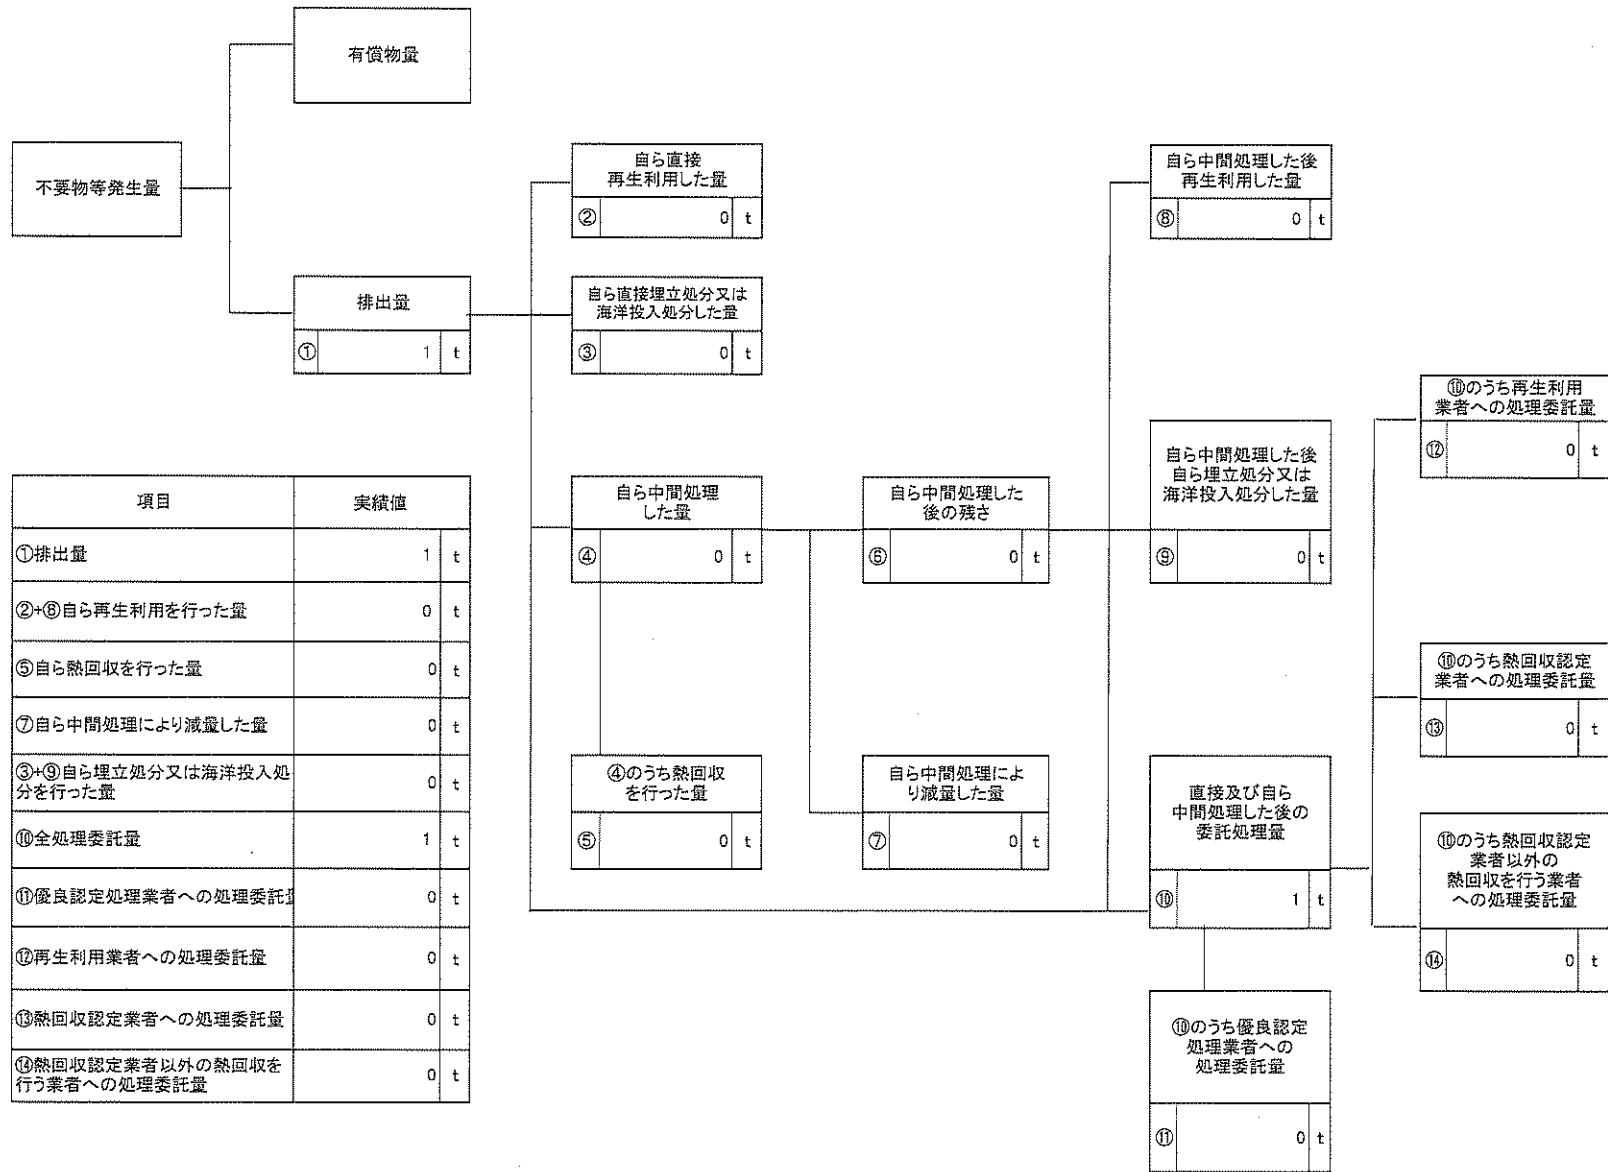 有償物量
不要物等発生量
自ら直接
再生利用した量
② 0 t
自ら中間処理した後
再生利用した量
⑧ 0 t
排出量
① 1 t
自ら直接埋立処分又は
海洋投入処分した量
③ 0 t
⑩のうち再生利用
業者への処理委託量
⑫ 0 t
自ら中間処理
した量
④ 0 t
自ら中間処理した
後の残さ
⑥ 0 t
自ら中間処理した後
自ら埋立処分又は
海洋投入処分した量
⑨ 0 t
⑩のうち熱回収認定
業者への処理委託量
⑬ 0 t
④のうち熱回収
を行った量
⑤ 0 t
自ら中間処理によ
り減量した量
⑦ 0 t
直接及び自ら
中間処理した後の
委託処理量
⑩ 1 t
⑩のうち熱回収認定
業者以外の
熱回収を行う業者
への処理委託量
⑭ 0 t
⑩のうち優良認定
処理業者への
処理委託量
⑪ 0 t
項目 実績値
①排出量 1 t
②+⑧自ら再生利用を行った量 0 t
⑤自ら熱回収を行った量 0 t
⑦自ら中間処理により減量した量 0 t
③+⑨自ら埋立処分又は海洋投入処
分を行った量 0 t
⑩全処理委託量 1 t
⑪優良認定処理業者への処理委託量 0 t
⑫再生利用業者への処理委託量 0 t
⑬熱回収認定業者への処理委託量 0 t
⑭熱回収認定業者以外の熱回収を
行う業者への処理委託量 0 t